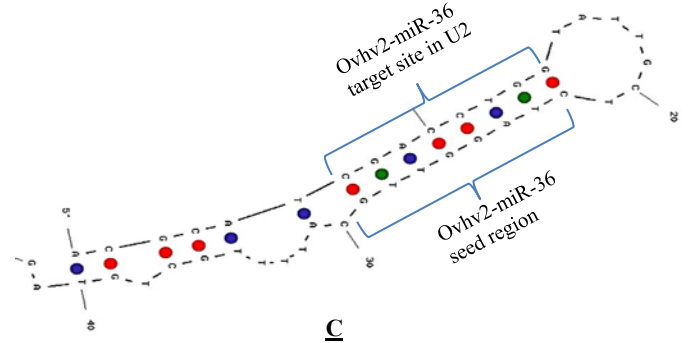 Ovhv2-miR-36
target site in U2
5'
A C G C A T C G A C C T G G T A T T G C
20
T C T A G G T T G C
30
A T T T T G C T G T
40
A G
Ovhv2-miR-36
seed region
C